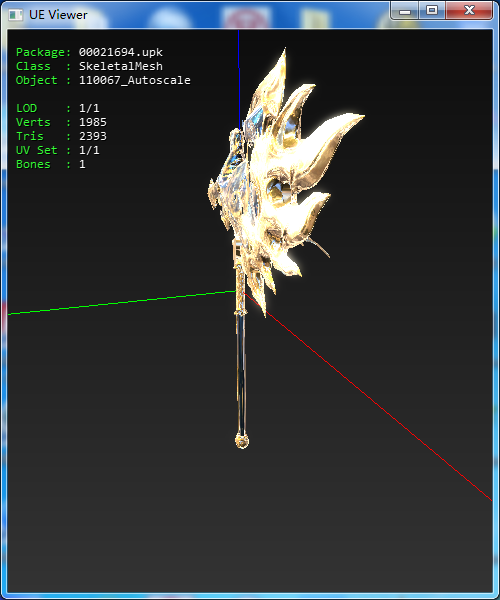 UE Viewer
Package: 00021694.upk
Class : SkeletalMesh
Object : 110067_Autoscale
LOD : 1/1
Verts : 1985
Tris : 2393
UV Set : 1/1
Bones : 1